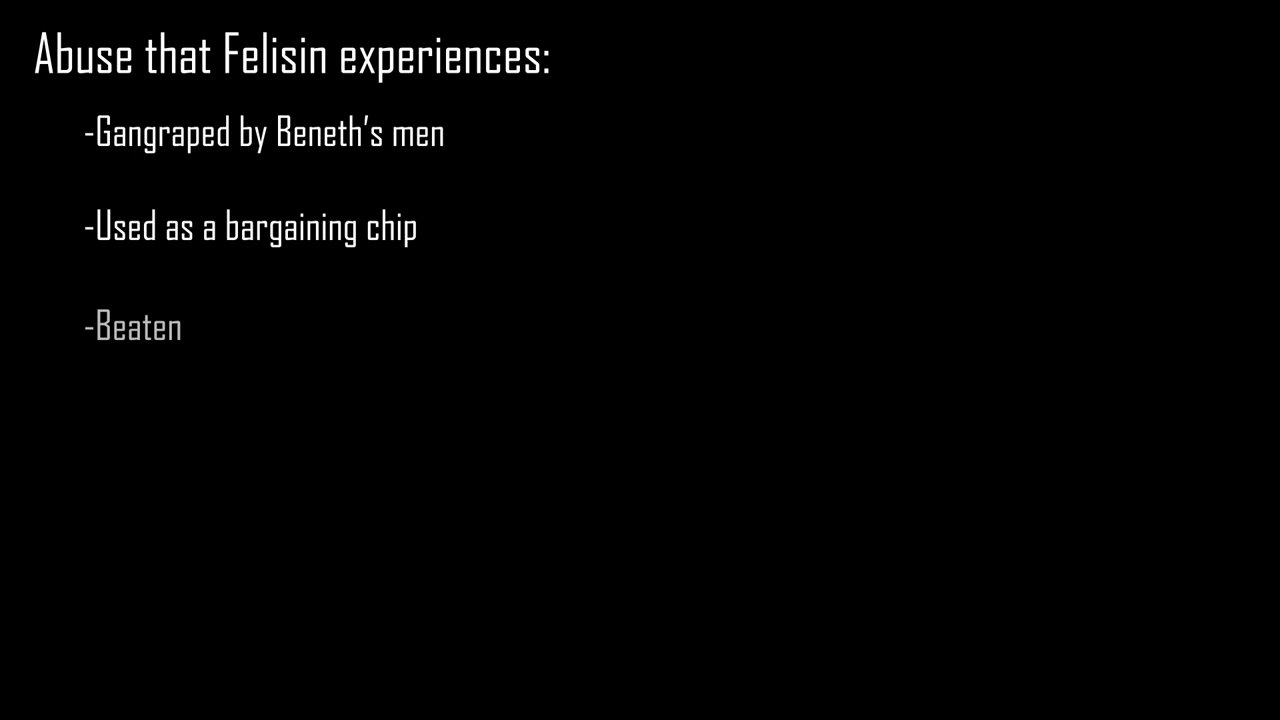 Abuse that Felisin experiences:
-Gangraped by Beneth's men
-Used as a bargaining chip
-Beaten